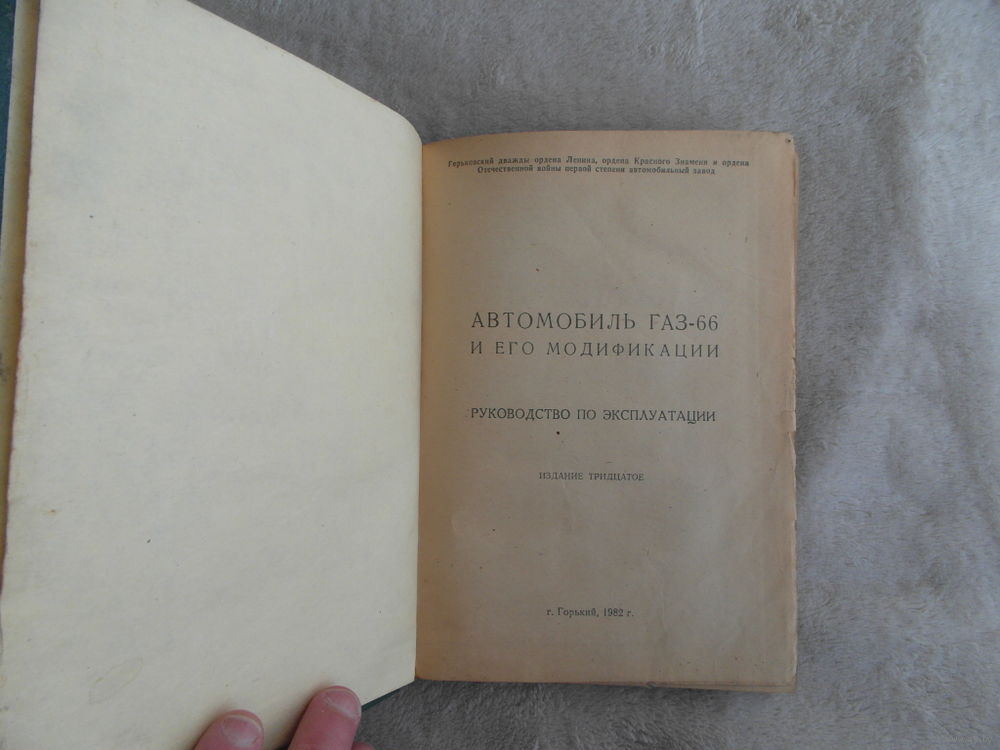 Горьковский дважды ордена Ленина, ордена Красного Знамени и ордена
Отечественной войны первой степени автомобильный завод
АВТОМОБИЛЬ ГАЗ-66
И ЕГО МОДИФИКАЦИИ
РУКОВОДСТВО ПО ЭКСПЛУАТАЦИИ
ИЗДАНИЕ ТРИДЦАТОЕ
г. Горький, 1982 г.